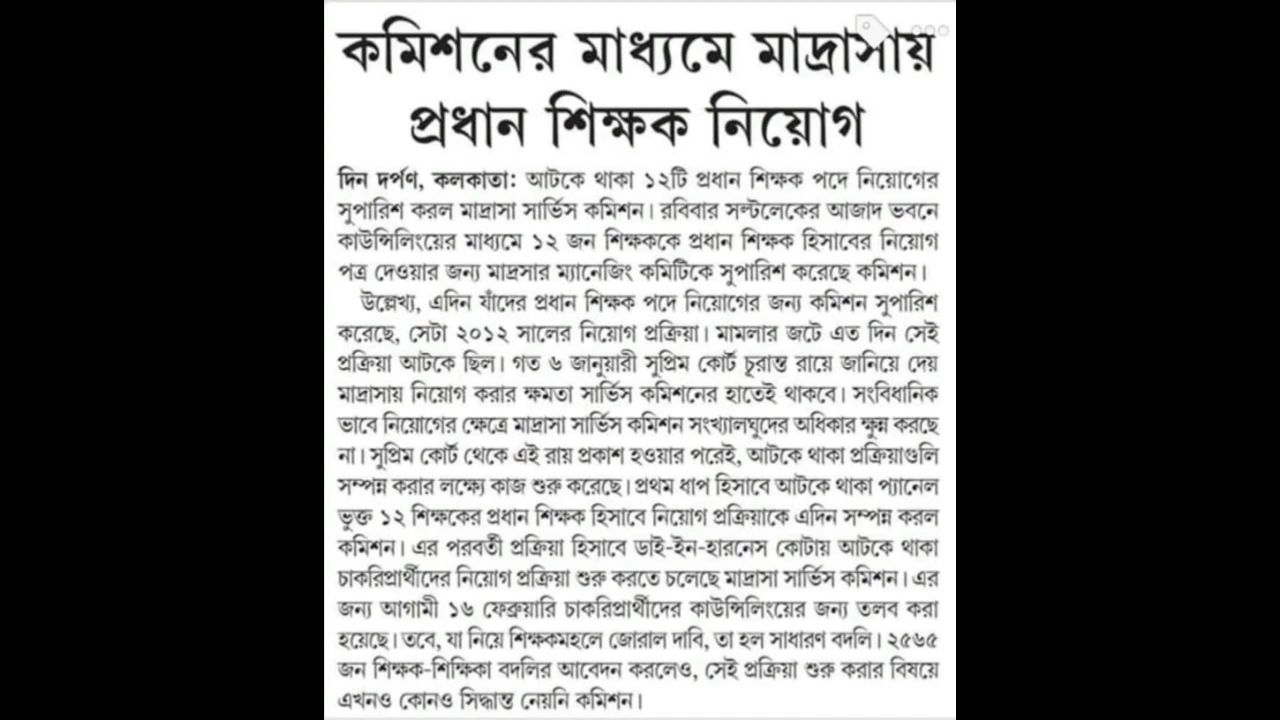 কমিশনের মাধ্যমে মাদ্রাসায়
প্রধান শিক্ষক নিয়োগ
দিন দর্পণ, কলকাতা: আটকে থাকা ১২টি প্রধান শিক্ষক পদে নিয়োগের
সুপারিশ করল মাদ্রাসা সার্ভিস কমিশন। রবিবার সল্টলেকের আজাদ ভবনে
কাউন্সিলিংয়ের মাধ্যমে ১২ জন শিক্ষককে প্রধান শিক্ষক হিসাবের নিয়োগ
পত্র দেওয়ার জন্য মাদ্রসার ম্যানেজিং কমিটিকে সুপারিশ করেছে কমিশন।
উল্লেখ্য, এদিন যাঁদের প্রধান শিক্ষক পদে নিয়োগের জন্য কমিশন সুপারিশ
করেছে, সেটা ২০১২ সালের নিয়োগ প্রক্রিয়া। মামলার জটে এত দিন সেই
প্রক্রিয়া আটকে ছিল। গত ৬ জানুয়ারী সুপ্রিম কোর্ট চূরান্ত রায়ে জানিয়ে দেয়
মাদ্রাসায় নিয়োগ করার ক্ষমতা সার্ভিস কমিশনের হাতেই থাকবে। সংবিধানিক
ভাবে নিয়োগের ক্ষেত্রে মাদ্রাসা সার্ভিস কমিশন সংখ্যালঘুদের অধিকার ক্ষুন্ন করছে
না। সুপ্রিম কোর্ট থেকে এই রায় প্রকাশ হওয়ার পরেই, আটকে থাকা প্রক্রিয়াগুলি
সম্পন্ন করার লক্ষ্যে কাজ শুরু করেছে। প্রথম ধাপ হিসাবে আটকে থাকা প্যানেল
ভুক্ত ১২ শিক্ষকের প্রধান শিক্ষক হিসাবে নিয়োগ প্রক্রিয়াকে এদিন সম্পন্ন করল
কমিশন। এর পরবর্তী প্রক্রিয়া হিসাবে ডাই-ইন-হারনেস কোটায় আটকে থাকা
চাকরিপ্রার্থীদের নিয়োগ প্রক্রিয়া শুরু করতে চলেছে মাদ্রাসা সার্ভিস কমিশন। এর
জন্য আগামী ১৬ ফেব্রুয়ারি চাকরিপ্রার্থীদের কাউন্সিলিংয়ের জন্য তলব করা
হয়েছে। তবে, যা নিয়ে শিক্ষকমহলে জোরাল দাবি, তা হল সাধারণ বদলি। ২৫৬৫
জন শিক্ষক-শিক্ষিকা বদলির আবেদন করলেও, সেই প্রক্রিয়া শুরু করার বিষয়ে
এখনও কোনও সিদ্ধান্ত নেয়নি কমিশন।